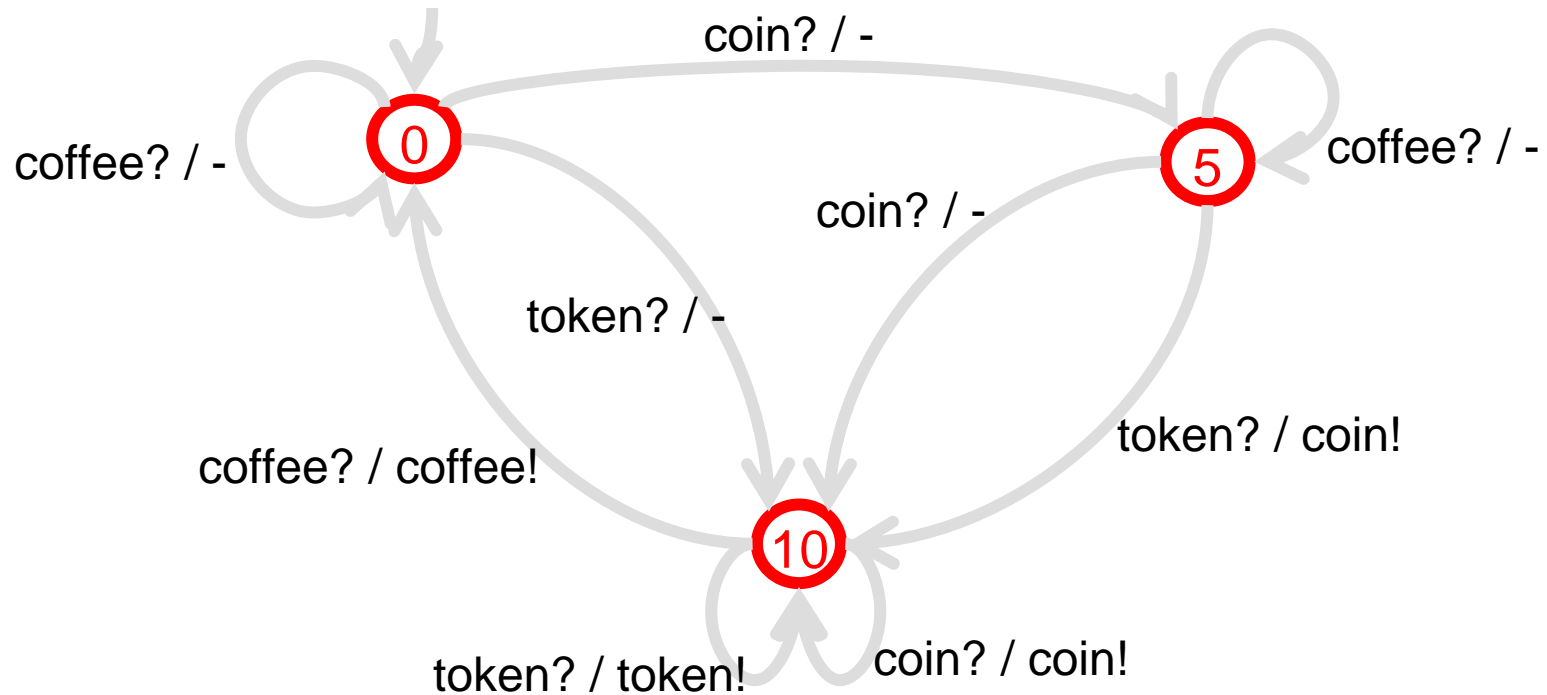 coin? / -
0
5
coffee? / -
coffee? / -
coin? / -
token? / -
token? / coin!
coffee? / coffee!
10
token? / token!
coin? / coin!